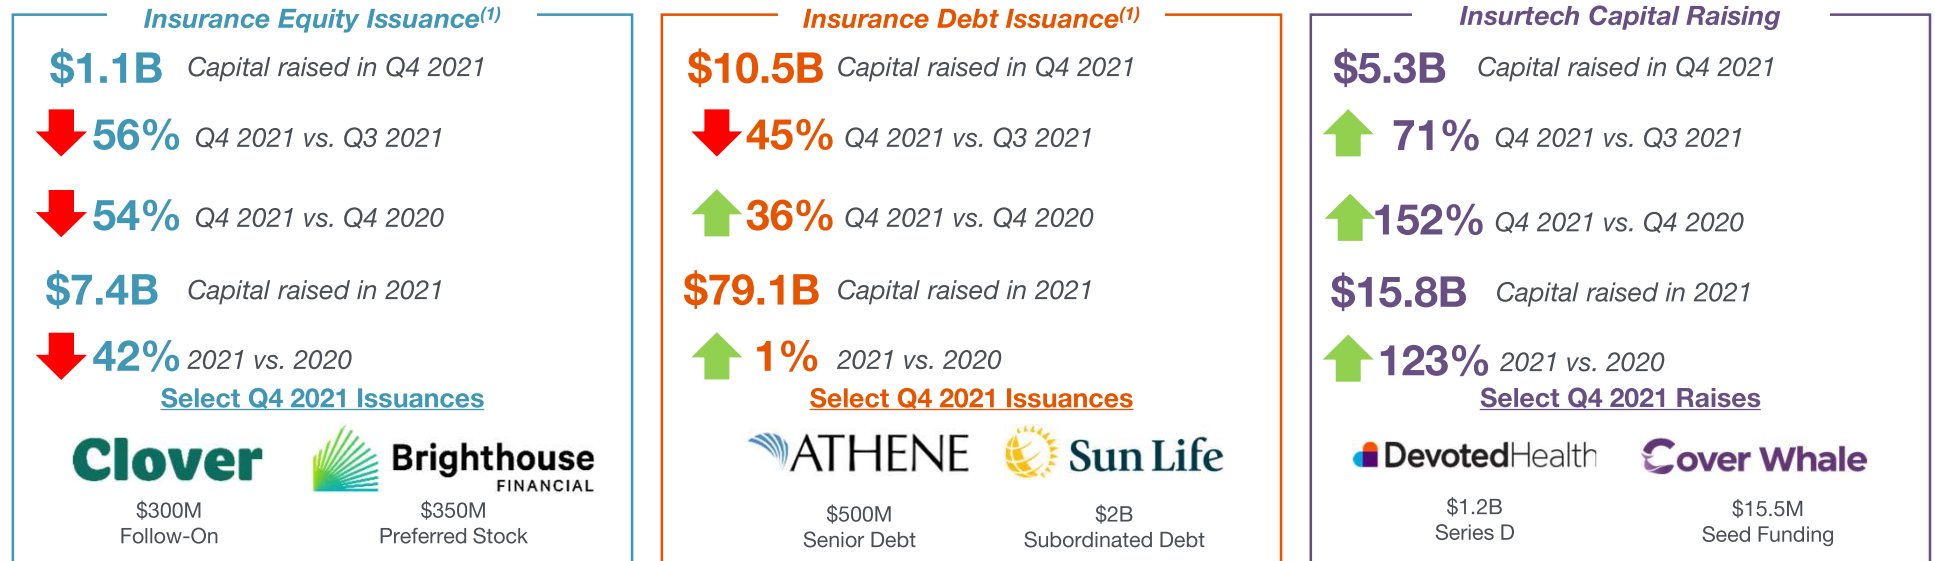 Insurance Equity Issuance(1)
$1.1B Capital raised in Q4 2021
56% Q4 2021 vs. Q3 2021
54% Q4 2021 vs. Q4 2020
$7.4B Capital raised in 2021
42% 2021 vs. 2020
Select Q4 2021 Issuances
Clover
$300M
Follow-On
Brighthouse
FINANCIAL
$350M
Preferred Stock
Insurance Debt Issuance(1)
$10.5B Capital raised in Q4 2021
45% Q4 2021 vs. Q3 2021
36% Q4 2021 vs. Q4 2020
$79.1B Capital raised in 2021
1% 2021 vs. 2020
Select Q4 2021 Issuances
ATHENE
$500M
Senior Debt
Sun Life
$2B
Subordinated Debt
Insurtech Capital Raising
$5.3B Capital raised in Q4 2021
71% Q4 2021 vs. Q3 2021
152% Q4 2021 vs. Q4 2020
$15.8B Capital raised in 2021
123% 2021 vs. 2020
Select Q4 2021 Raises
DevotedHealth
$1.2B
Series D
Cover Whale
$15.5M
Seed Funding